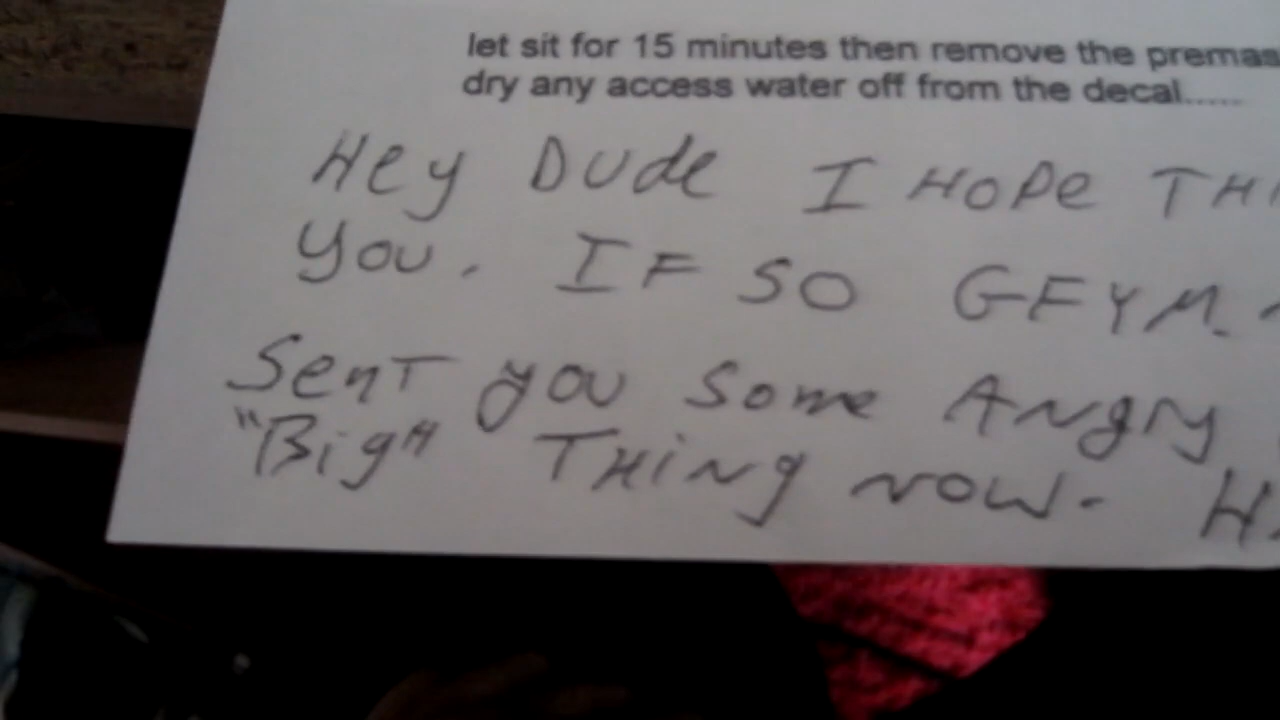 let sit for 15 minutes then remove the premas
dry any access water off from the decal.....
Hey Dude I Hope THI
you. IF SO GFYM.
Sent you some Angry
"Big" THing now. H